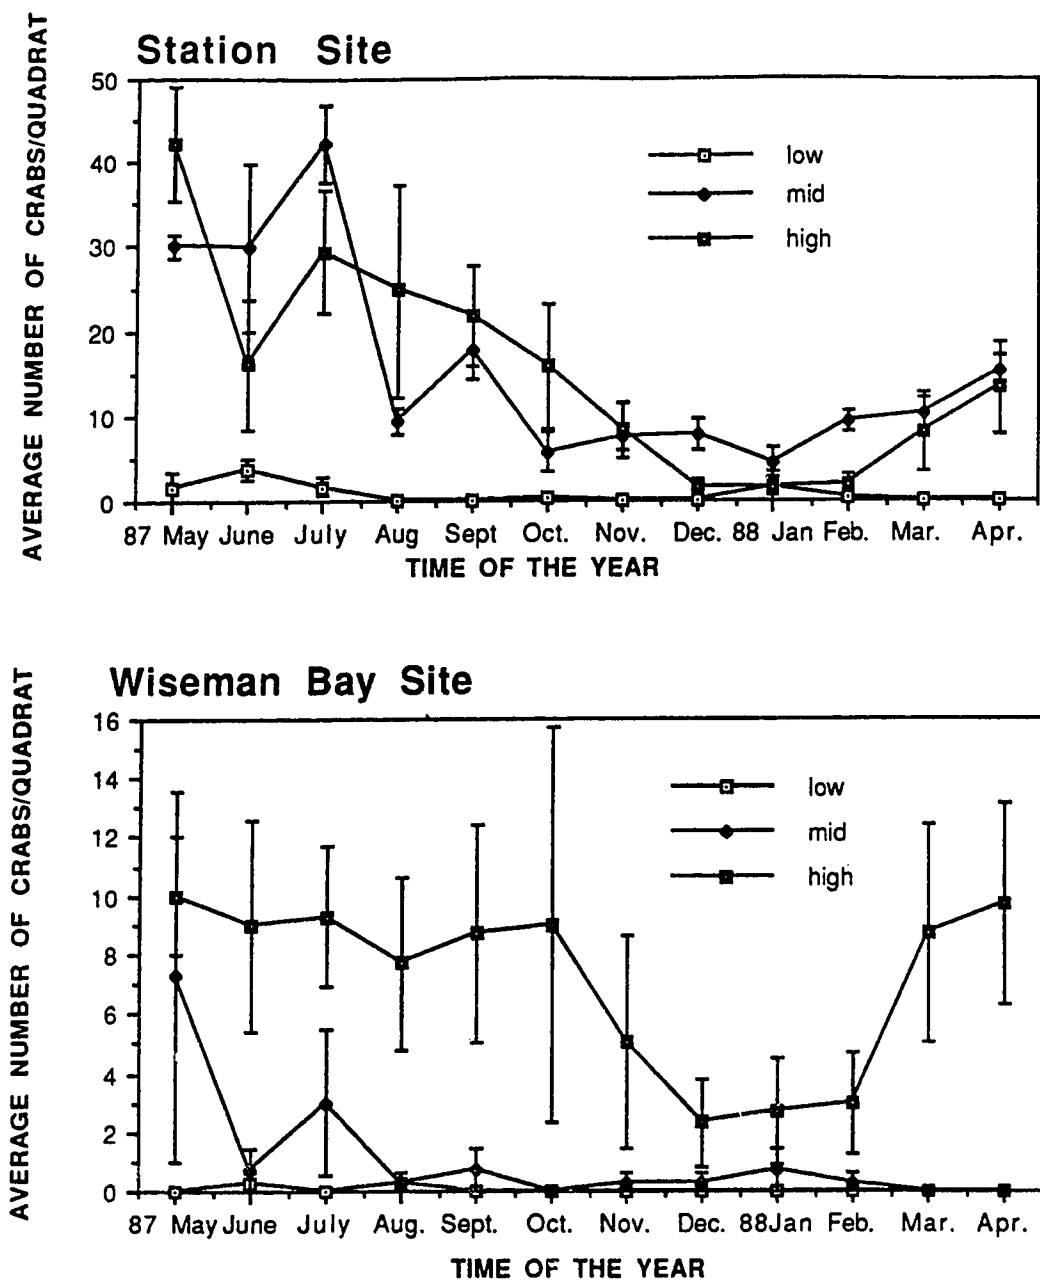 Station Site
AVERAGE NUMBER OF CRABS/QUADRAT
50
40
30
20
10
0
low
mid
high
87 May June July Aug Sept Oct. Nov. Dec. 88 Jan Feb. Mar. Apr.
TIME OF THE YEAR
Wiseman Bay Site
AVERAGE NUMBER OF CRABS/QUADRAT
16
14
12
10
8
6
4
2
0
low
mid
high
87 May June July Aug. Sept. Oct. Nov. Dec. 88Jan Feb. Mar. Apr.
TIME OF THE YEAR